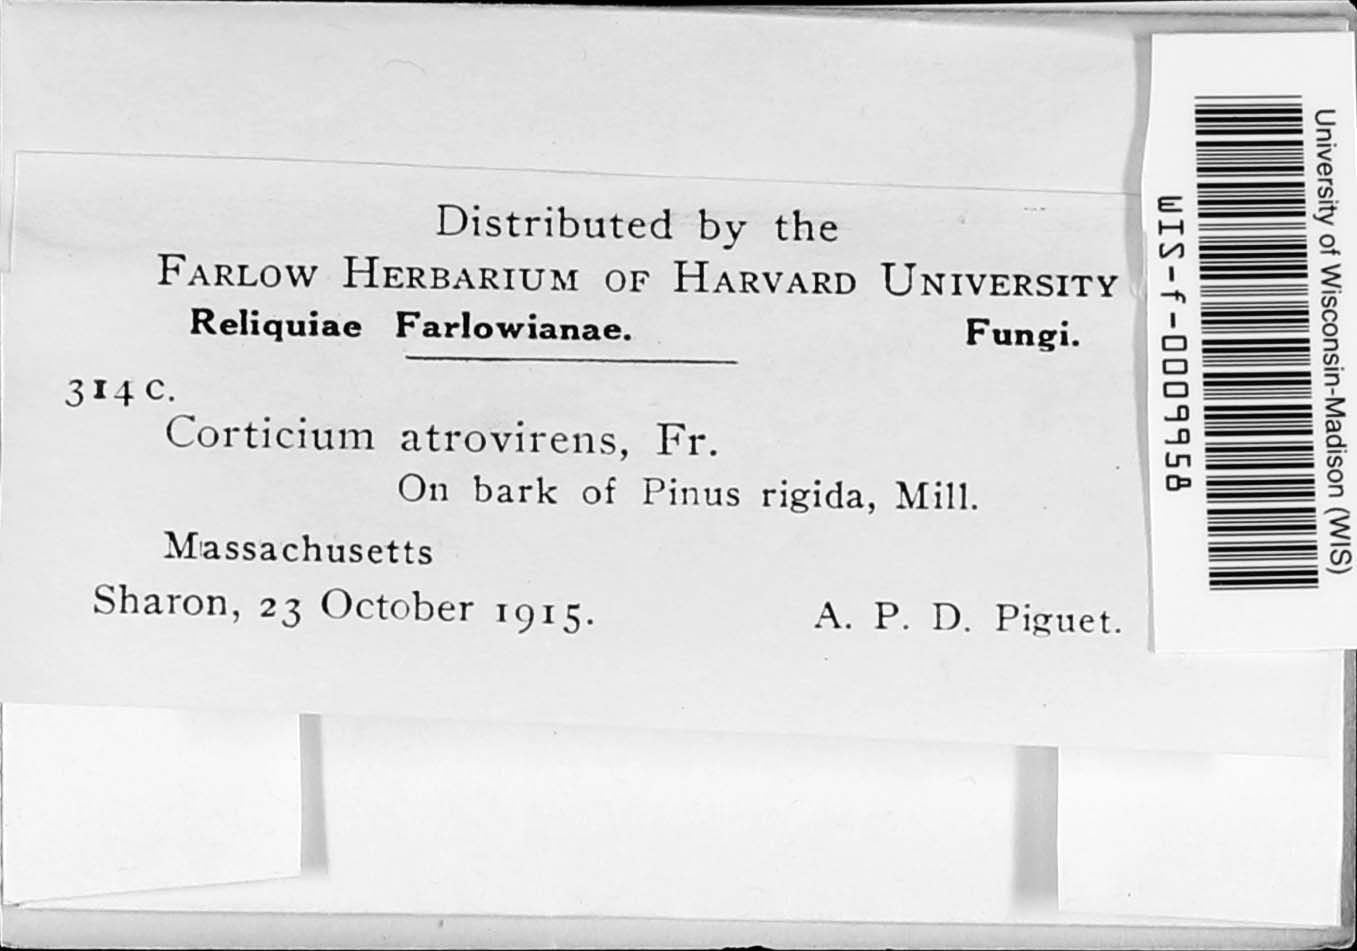 Distributed by the
FARLOW HERBARIUM OF HARVARD UNIVERSITY
Reliquiae Farlowianae. Fungi.
314 c.
Corticium atrovirens, Fr.
On bark of Pinus rigida, Mill.
Massachusetts
Sharon, 23 October 1915. A. P. D. Piguet.
University of Wisconsin-Madison (WIS)
WIS-f-0009958